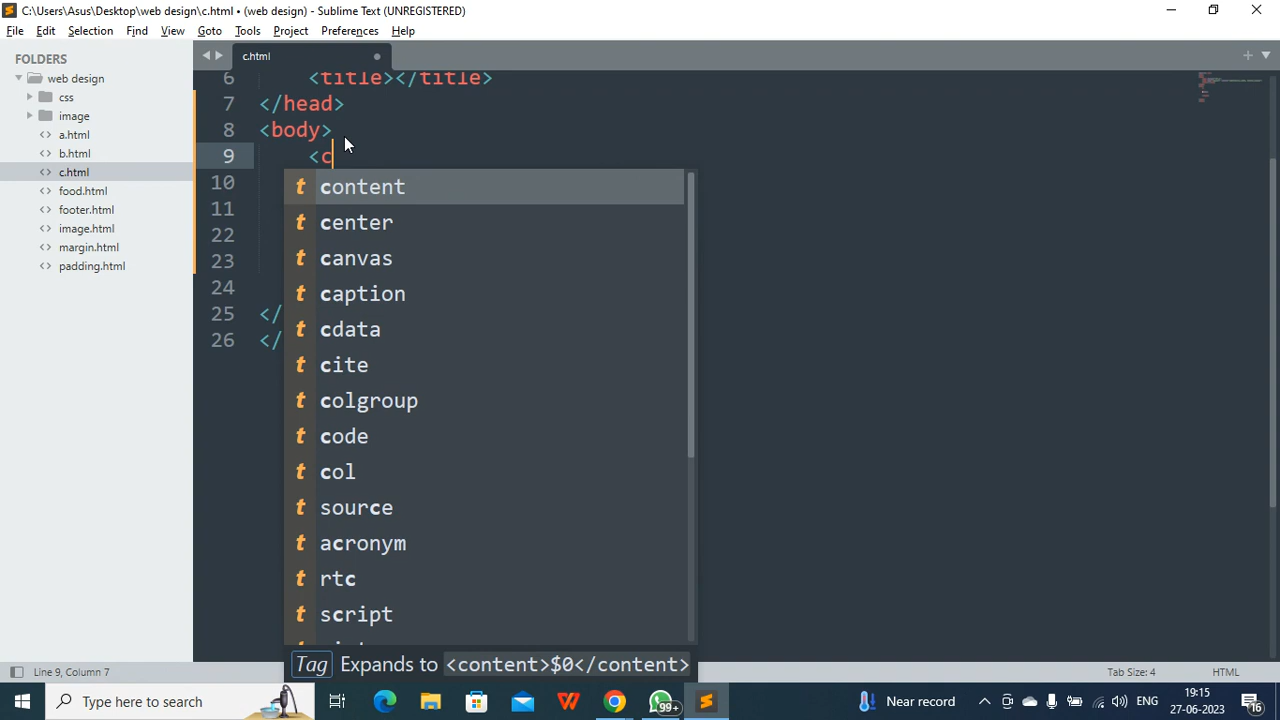 C:\Users\Asus\Desktop\web design\c.html • (web design) - Sublime Text (UNREGISTERED)
File Edit Selection Find View Goto Tools Project Preferences Help
FOLDERS
web design
css
image
a.html
b.html
c.html
food.html
footer.html
image.html
margin.html
padding.html
c.html
6 <title></title>
7 </head>
8 <body>
9 <c
10
11
22
23
24
25 </
26 </
t content
t center
t canvas
t caption
t cdata
t cite
t colgroup
t code
t col
t source
t acronym
t rtc
t script
Tag Expands to <content>$0</content>
Line 9, Column 7
Tab Size: 4
HTML
Type here to search
99+
Near record
ENG
19:15
27-06-2023
16